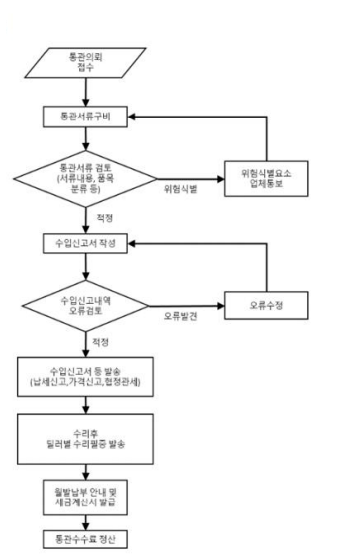 통관의뢰
접수
통관서류구비
통관서류 검토
(서류내용, 품목
분류 등)
위험식별
위험식별요소
업체통보
적정
수입신고서 작성
수입신고내역
오류검토
오류발견
오류수정
적정
수입신고서 등 발송
(납세신고,가격신고,협정관세)
수리후
딜러별 수리필증 발송
월발납부 안내 및
세금계산서 발급
통관수수료 정산